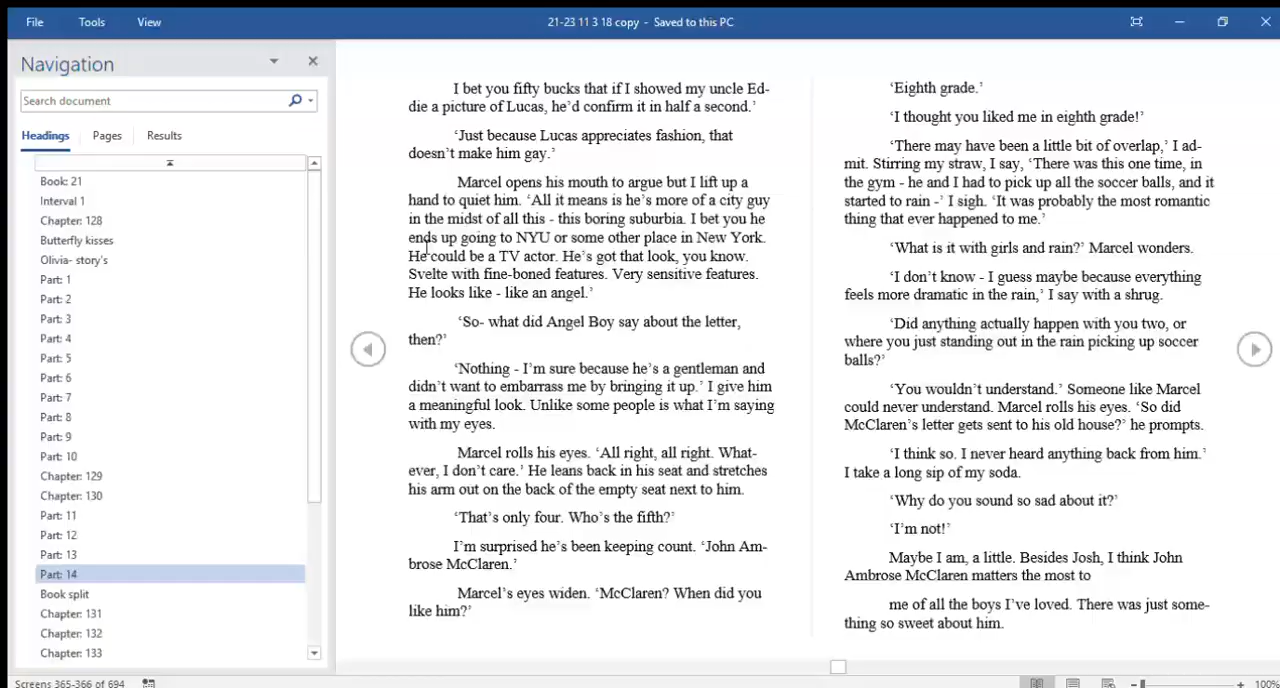 File
Tools
View
21-23 11 3 18 copy - Saved to this PC
Navigation
Search document
Headings
Pages
Results
Book: 21
Interval 1
Chapter: 128
Butterfly kisses
Olivia- story's
Part: 1
Part: 2
Part: 3
Part: 4
Part: 5
Part: 6
Part: 7
Part: 8
Part: 9
Part: 10
Chapter: 129
Chapter: 130
Part: 11
Part: 12
Part: 13
Part: 14
Book split
Chapter: 131
Chapter: 132
Chapter: 133
I bet you fifty bucks that if I showed my uncle Ed-
die a picture of Lucas, he’d confirm it in half a second.’
‘Just because Lucas appreciates fashion, that
doesn’t make him gay.’
Marcel opens his mouth to argue but I lift up a
hand to quiet him. ‘All it means is he’s more of a city guy
in the midst of all this - this boring suburbia. I bet you he
ends up going to NYU or some other place in New York.
He could be a TV actor. He’s got that look, you know.
Svelte with fine-boned features. Very sensitive features.
He looks like - like an angel.’
‘So- what did Angel Boy say about the letter,
then?’
‘Nothing - I’m sure because he’s a gentleman and
didn’t want to embarrass me by bringing it up.’ I give him
a meaningful look. Unlike some people is what I’m saying
with my eyes.
Marcel rolls his eyes. ‘All right, all right. What-
ever, I don’t care.’ He leans back in his seat and stretches
his arm out on the back of the empty seat next to him.
‘That’s only four. Who’s the fifth?’
I’m surprised he’s been keeping count. ‘John Am-
brose McClaren.’
Marcel’s eyes widen. ‘McClaren? When did you
like him?’
‘Eighth grade.’
‘I thought you liked me in eighth grade!’
‘There may have been a little bit of overlap,’ I ad-
mit. Stirring my straw, I say, ‘There was this one time, in
the gym - he and I had to pick up all the soccer balls, and it
started to rain -’ I sigh. ‘It was probably the most romantic
thing that ever happened to me.’
‘What is it with girls and rain?’ Marcel wonders.
‘I don’t know - I guess maybe because everything
feels more dramatic in the rain,’ I say with a shrug.
‘Did anything actually happen with you two, or
where you just standing out in the rain picking up soccer
balls?’
‘You wouldn’t understand.’ Someone like Marcel
could never understand. Marcel rolls his eyes. ‘So did
McClaren’s letter gets sent to his old house?’ he prompts.
‘I think so. I never heard anything back from him.’
I take a long sip of my soda.
‘Why do you sound so sad about it?’
‘I’m not!’
Maybe I am, a little. Besides Josh, I think John
Ambrose McClaren matters the most to
me of all the boys I’ve loved. There was just some-
thing so sweet about him.
Screens 365-366 of 694
100%